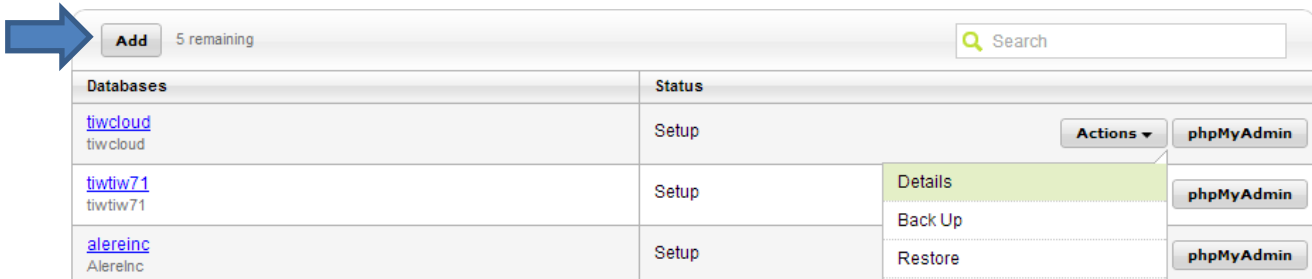 Add 5 remaining Search
Databases Status
tiwcloud
tiwcloud
Setup Actions phpMyAdmin
tiwtiw71
tiwtiw71
Setup Details phpMyAdmin
Back Up
alereinc
AlereInc
Setup Restore phpMyAdmin